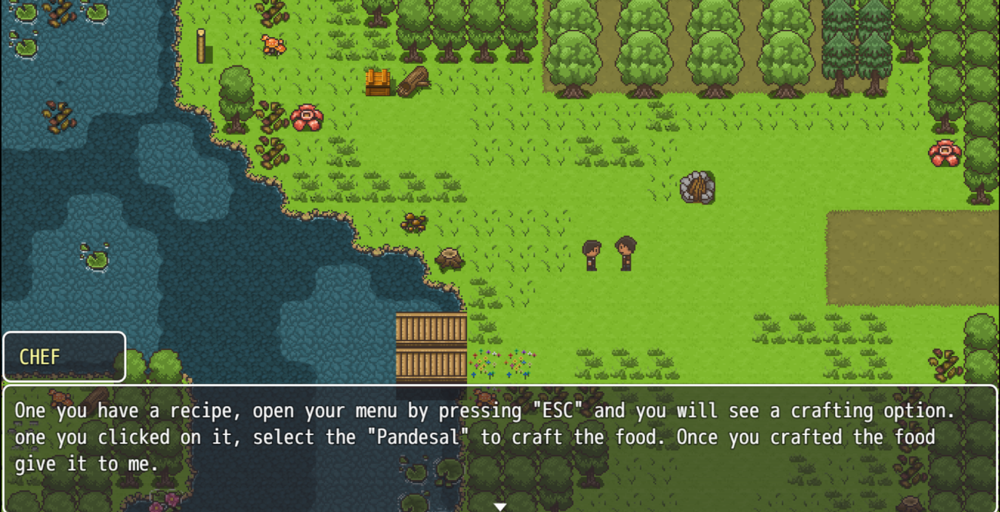 CHEF
One you have a recipe, open your menu by pressing "ESC" and you will see a crafting option.
one you clicked on it, select the "Pandesal" to craft the food. Once you crafted the food
give it to me.